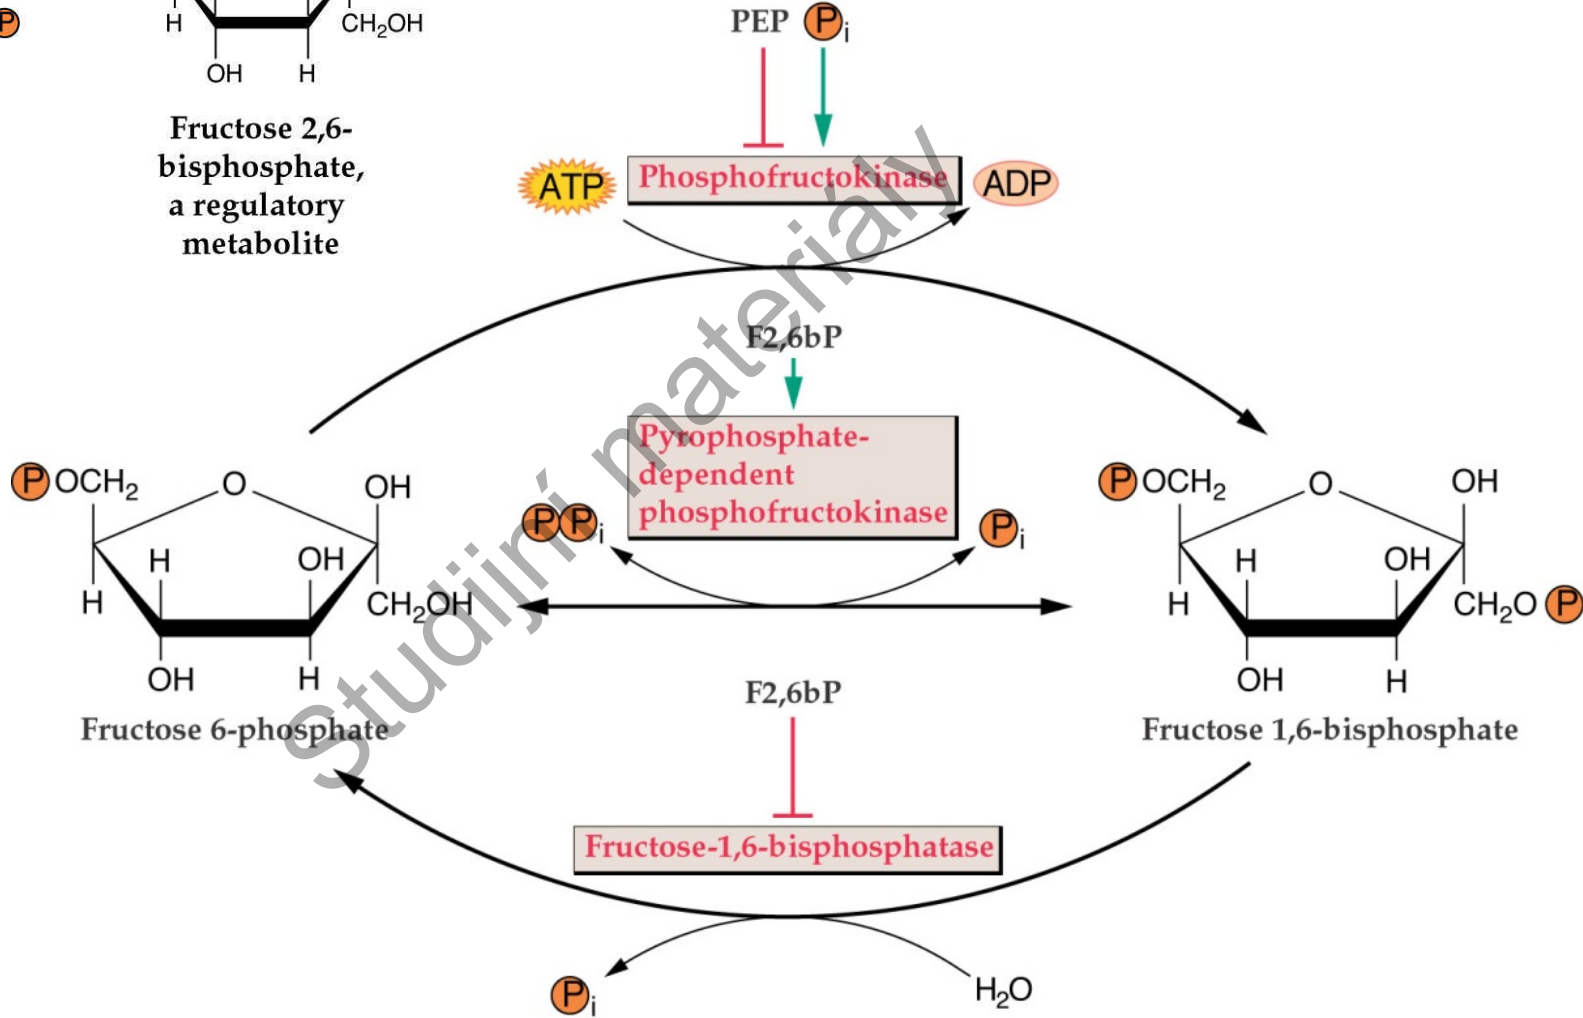 P
H
CH₂OH
OH
H
Fructose 2,6-
bisphosphate,
a regulatory
metabolite
PEP
Pi
ATP
Phosphofructokinase
ADP
F2,6bP
Pyrophosphate-
dependent
phosphofructokinase
PPi
Pi
P OCH₂
O
OH
H
OH
H
CH₂OH
OH
H
Fructose 6-phosphate
P OCH₂
O
OH
H
OH
H
CH₂O P
OH
H
Fructose 1,6-bisphosphate
F2,6bP
Fructose-1,6-bisphosphatase
Pi
H₂O
Studijní materiály